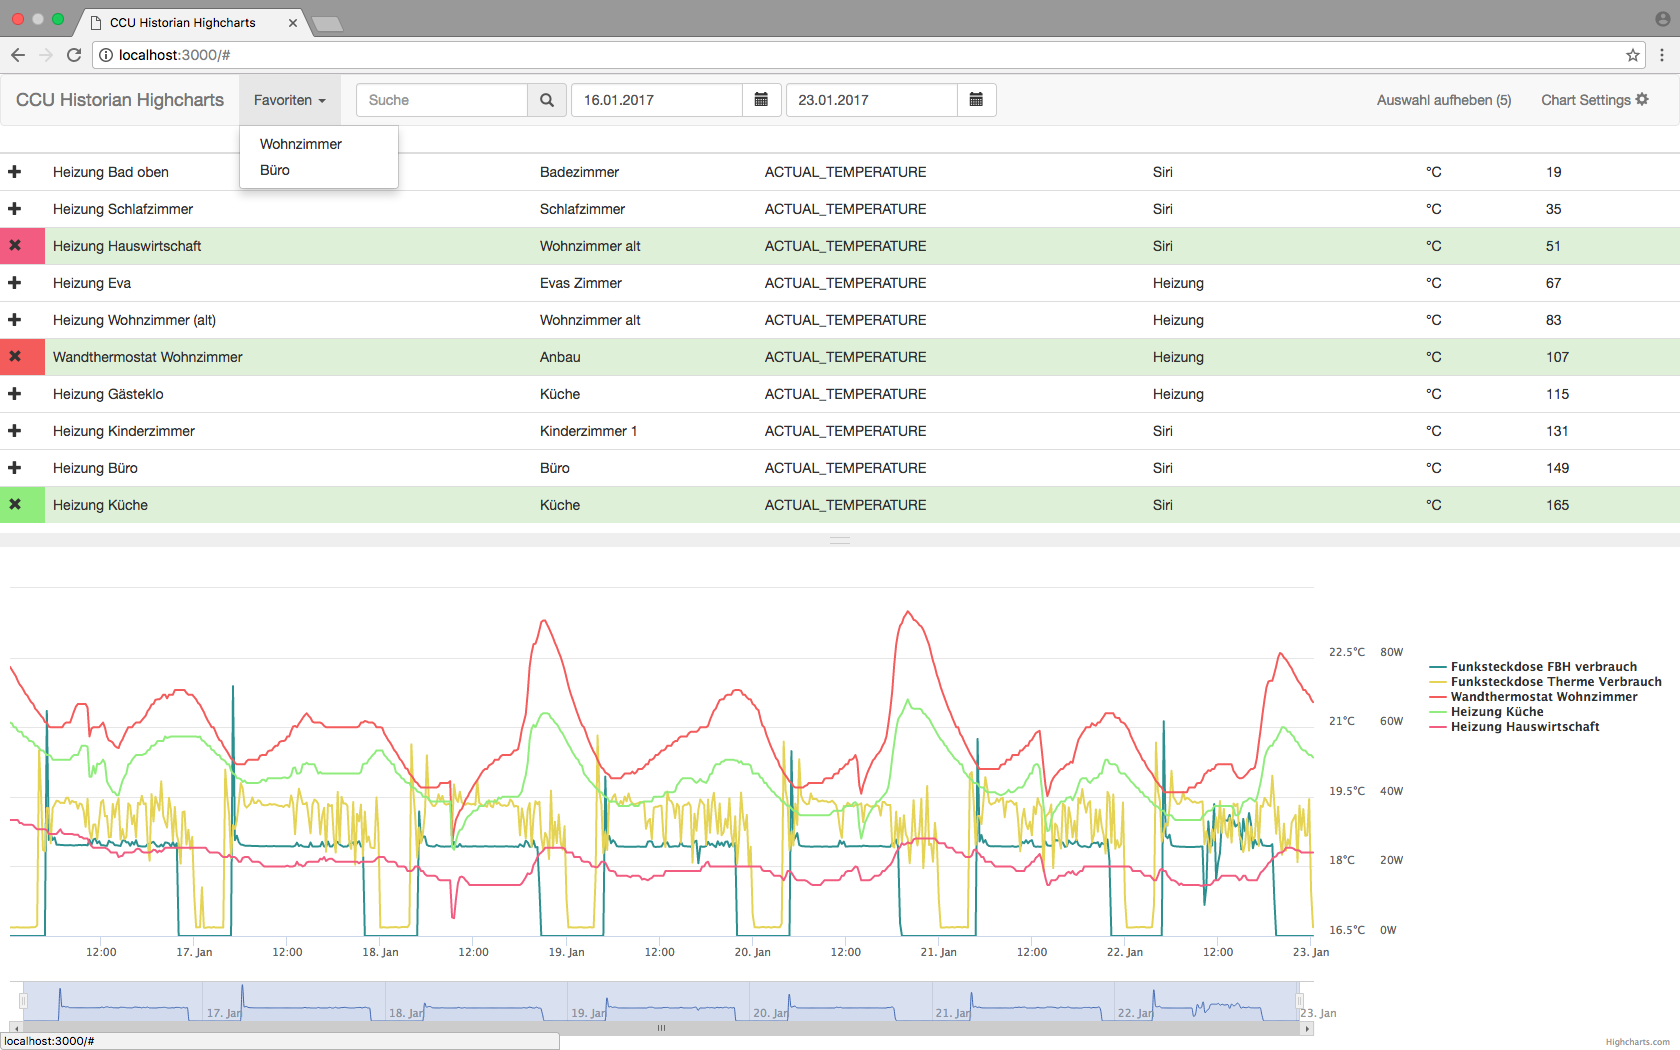 CCU Historian Highcharts
localhost:3000/#
CCU Historian Highcharts Favoriten Suche 16.01.2017 23.01.2017 Auswahl aufheben (5) Chart Settings
Wohnzimmer
Büro
Heizung Bad oben Badezimmer ACTUAL_TEMPERATURE Siri °C 19
Heizung Schlafzimmer Schlafzimmer ACTUAL_TEMPERATURE Siri °C 35
Heizung Hauswirtschaft Wohnzimmer alt ACTUAL_TEMPERATURE Siri °C 51
Heizung Eva Evas Zimmer ACTUAL_TEMPERATURE Heizung °C 67
Heizung Wohnzimmer (alt) Wohnzimmer alt ACTUAL_TEMPERATURE Heizung °C 83
Wandthermostat Wohnzimmer Anbau ACTUAL_TEMPERATURE Heizung °C 107
Heizung Gästeklo Küche ACTUAL_TEMPERATURE Heizung °C 115
Heizung Kinderzimmer Kinderzimmer 1 ACTUAL_TEMPERATURE Siri °C 131
Heizung Büro Büro ACTUAL_TEMPERATURE Siri °C 149
Heizung Küche Küche ACTUAL_TEMPERATURE Siri °C 165
22.5°C 80W
21°C 60W
19.5°C 40W
18°C 20W
16.5°C 0W
Funksteckdose FBH verbrauch
Funksteckdose Therme Verbrauch
Wandthermostat Wohnzimmer
Heizung Küche
Heizung Hauswirtschaft
12:00 17. Jan 12:00 18. Jan 12:00 19. Jan 12:00 20. Jan 12:00 21. Jan 12:00 22. Jan 12:00 23. Jan
17. Jan 18. Jan 19. Jan 20. Jan 21. Jan 22. Jan 23. Jan
localhost:3000/#
Highcharts.com